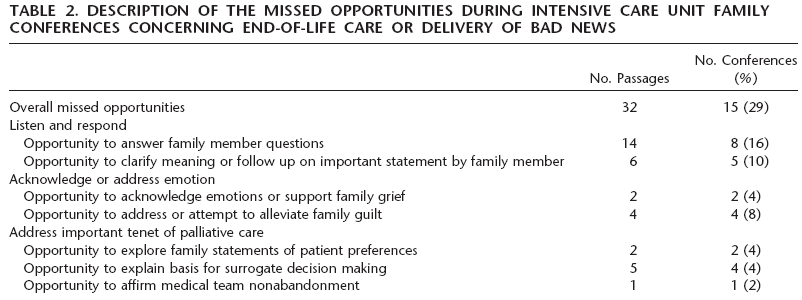 TABLE 2. DESCRIPTION OF THE MISSED OPPORTUNITIES DURING INTENSIVE CARE UNIT FAMILY
CONFERENCES CONCERNING END-OF-LIFE CARE OR DELIVERY OF BAD NEWS
No. Passages No. Conferences (%)
Overall missed opportunities 32 15 (29)
Listen and respond
Opportunity to answer family member questions 14 8 (16)
Opportunity to clarify meaning or follow up on important statement by family member 6 5 (10)
Acknowledge or address emotion
Opportunity to acknowledge emotions or support family grief 2 2 (4)
Opportunity to address or attempt to alleviate family guilt 4 4 (8)
Address important tenet of palliative care
Opportunity to explore family statements of patient preferences 2 2 (4)
Opportunity to explain basis for surrogate decision making 5 4 (4)
Opportunity to affirm medical team nonabandonment 1 1 (2)